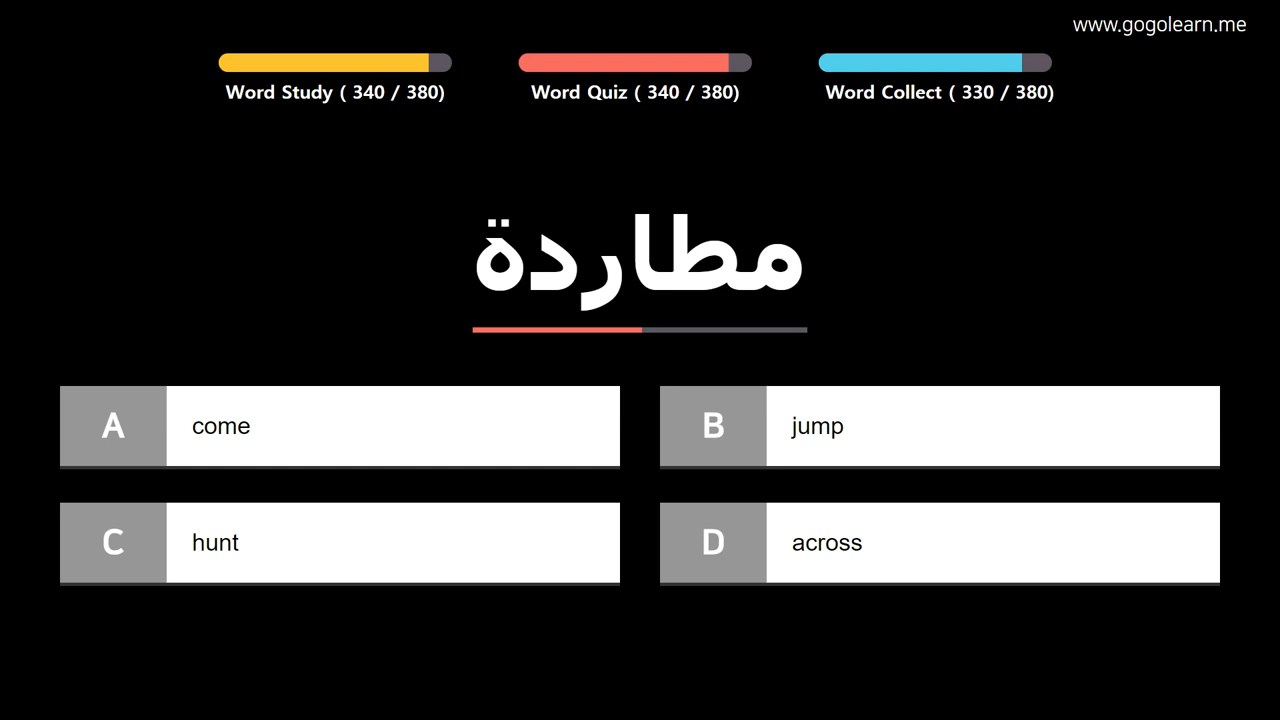 www.gogolearn.me
Word Study ( 340 / 380)
Word Quiz ( 340 / 380)
Word Collect ( 330 / 380)
مطاردة
A come
B jump
C hunt
D across